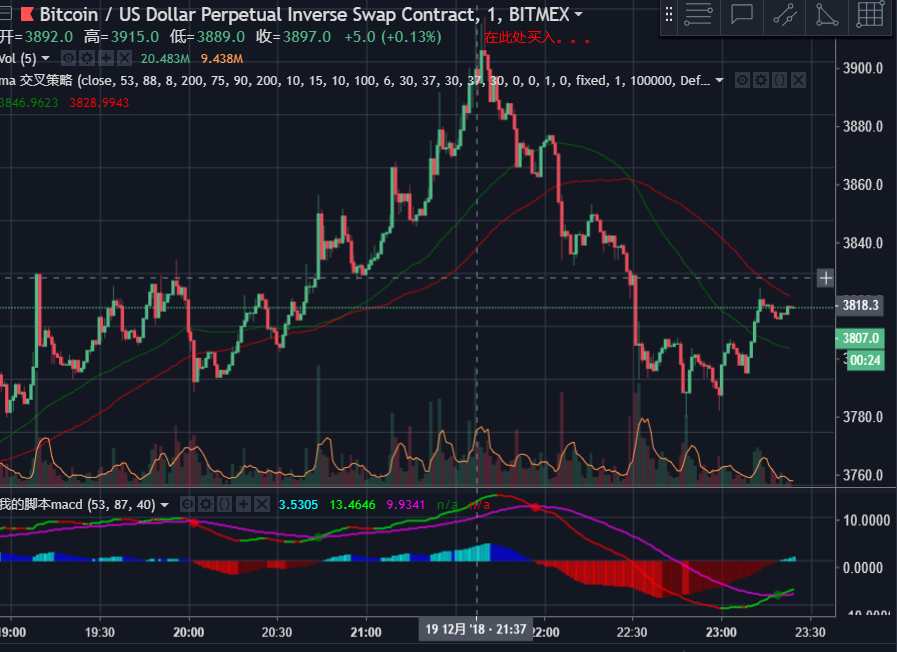 Bitcoin / US Dollar Perpetual Inverse Swap Contract, 1, BITMEX
开=3892.0 高=3915.0 低=3889.0 收=3897.0 +5.0 (+0.13%)
在此处买入。。。
Vol (5) 20.483M 9.438M
ma 交叉策略 (close, 53, 88, 8, 200, 75, 90, 200, 10, 15, 10, 100, 6, 30, 37, 30, 37, 30, 0, 0, 1, 0, fixed, 1, 100000, Def...
3846.9623 3828.9943
3900.0
3880.0
3860.0
3840.0
3818.3
3807.0
00:24
3780.0
3760.0
我的脚本macd (53, 87, 40) 3.5305 13.4646 9.9341 n/a n/a
10.0000
0.0000
19:00 19:30 20:00 20:30 21:00 19 12月 '18 - 21:37 22:00 22:30 23:00 23:30